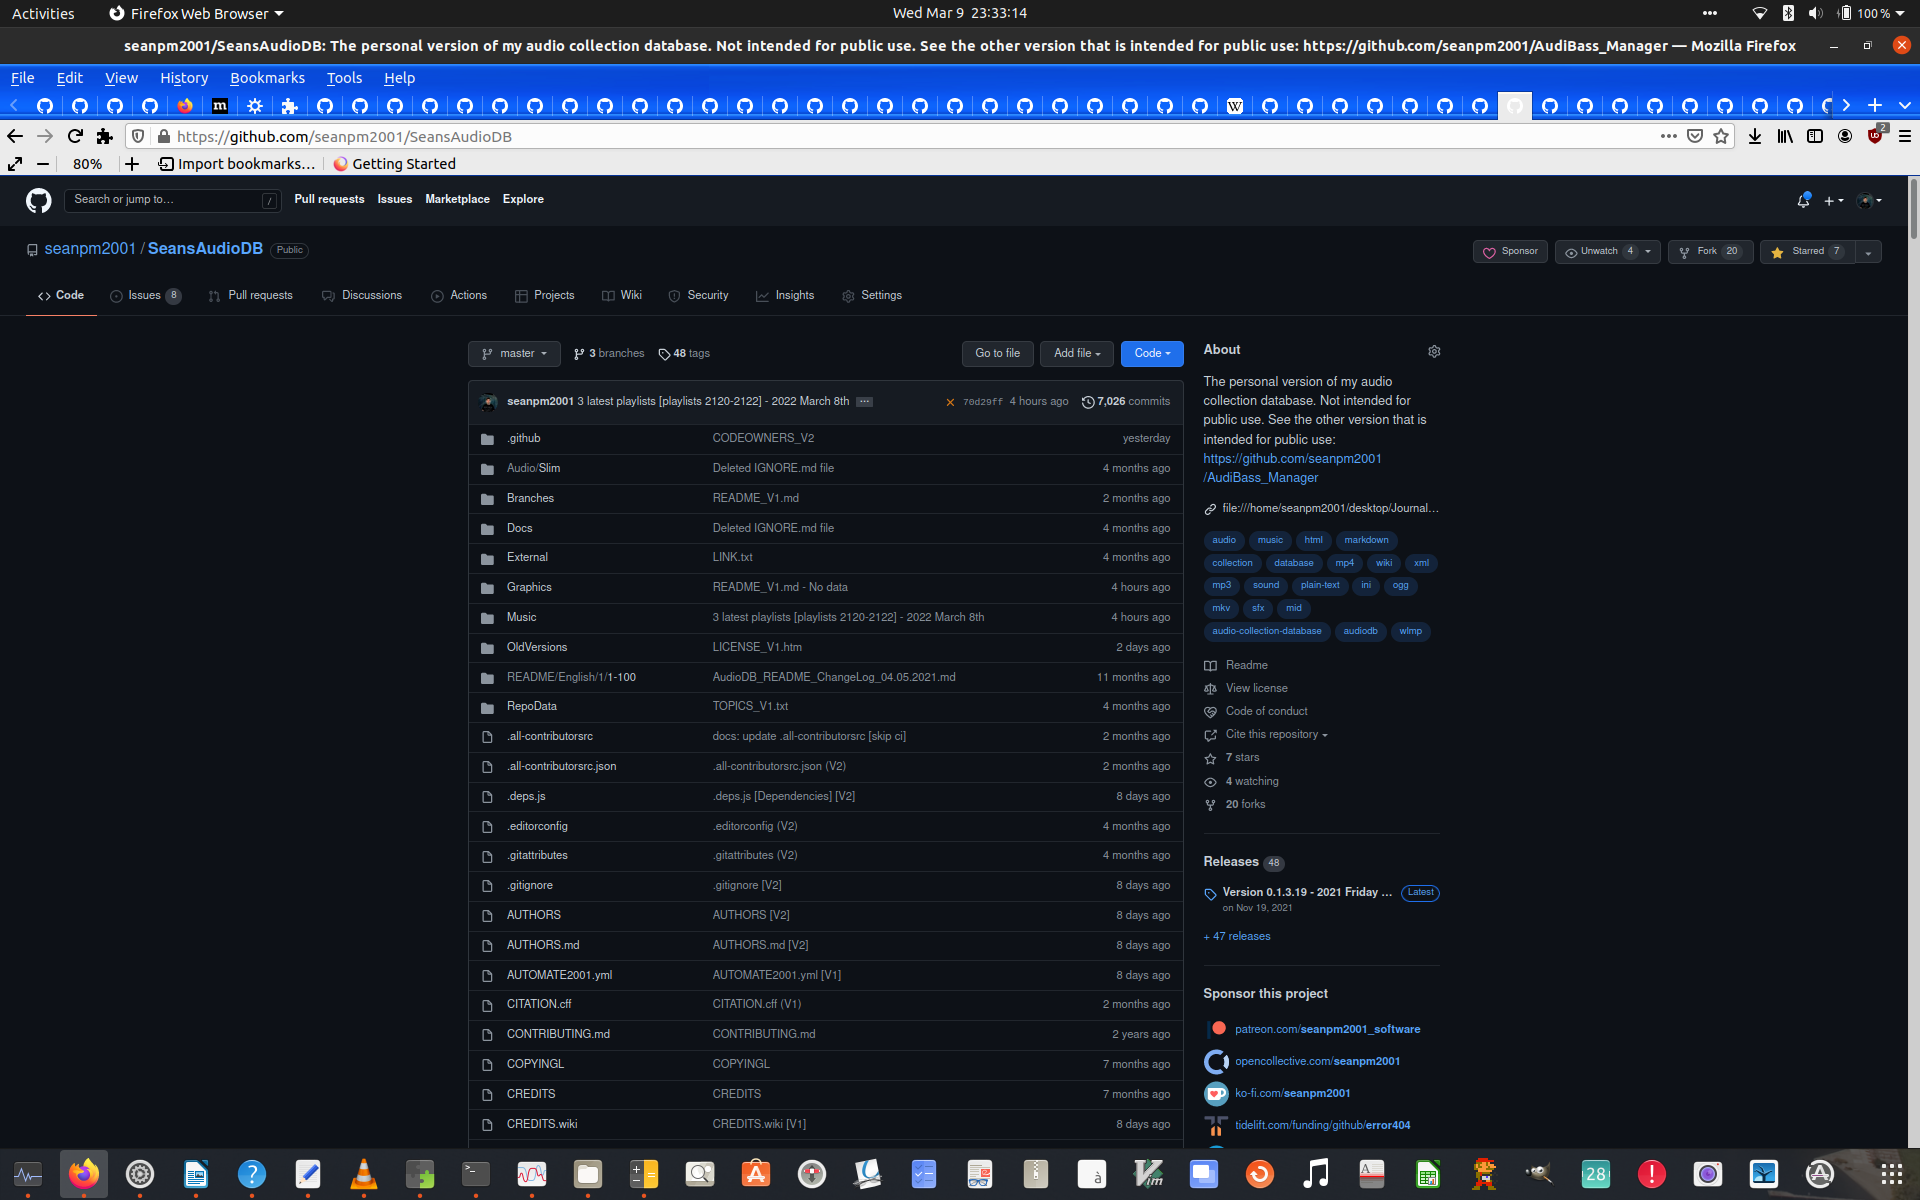 Activities
Firefox Web Browser
Wed Mar 9 23:33:14
100 %
seanpm2001/SeansAudioDB: The personal version of my audio collection database. Not intended for public use. See the other version that is intended for public use: https://github.com/seanpm2001/AudiBass_Manager — Mozilla Firefox
File Edit View History Bookmarks Tools Help
https://github.com/seanpm2001/SeansAudioDB
2
80%
Import bookmarks…
Getting Started
Search or jump to…
/
Pull requests Issues Marketplace Explore
seanpm2001 / SeansAudioDB Public
Sponsor
Unwatch 4
Fork 20
Starred 7
Code
Issues 8
Pull requests
Discussions
Actions
Projects
Wiki
Security
Insights
Settings
master
3 branches
48 tags
Go to file
Add file
Code
seanpm2001 3 latest playlists [playlists 2120-2122] - 2022 March 8th
70d29ff 4 hours ago
7,026 commits
.github CODEOWNERS_V2 yesterday
Audio/Slim Deleted IGNORE.md file 4 months ago
Branches README_V1.md 2 months ago
Docs Deleted IGNORE.md file 4 months ago
External LINK.txt 4 months ago
Graphics README_V1.md - No data 4 hours ago
Music 3 latest playlists [playlists 2120-2122] - 2022 March 8th 4 hours ago
OldVersions LICENSE_V1.htm 2 days ago
README/English/1/1-100 AudioDB_README_ChangeLog_04.05.2021.md 11 months ago
RepoData TOPICS_V1.txt 4 months ago
.all-contributorsrc docs: update .all-contributorsrc [skip ci] 2 months ago
.all-contributorsrc.json .all-contributorsrc.json (V2) 2 months ago
.deps.js .deps.js [Dependencies] [V2] 8 days ago
.editorconfig .editorconfig (V2) 4 months ago
.gitattributes .gitattributes (V2) 4 months ago
.gitignore .gitignore [V2] 8 days ago
AUTHORS AUTHORS [V2] 8 days ago
AUTHORS.md AUTHORS.md [V2] 8 days ago
AUTOMATE2001.yml AUTOMATE2001.yml [V1] 8 days ago
CITATION.cff CITATION.cff (V1) 2 months ago
CONTRIBUTING.md CONTRIBUTING.md 2 years ago
COPYINGL COPYINGL 7 months ago
CREDITS CREDITS 7 months ago
CREDITS.wiki CREDITS.wiki [V1] 8 days ago
About
The personal version of my audio
collection database. Not intended for
public use. See the other version that is
intended for public use:
https://github.com/seanpm2001
/AudiBass_Manager
file:///home/seanpm2001/desktop/Journal…
audio music html markdown
collection database mp4 wiki xml
mp3 sound plain-text ini ogg
mkv sfx mid
audio-collection-database audiodb wlmp
Readme
View license
Code of conduct
Cite this repository
7 stars
4 watching
20 forks
Releases 48
Version 0.1.3.19 - 2021 Friday ... Latest
on Nov 19, 2021
+ 47 releases
Sponsor this project
patreon.com/seanpm2001_software
opencollective.com/seanpm2001
ko-fi.com/seanpm2001
tidelift.com/funding/github/error404
28